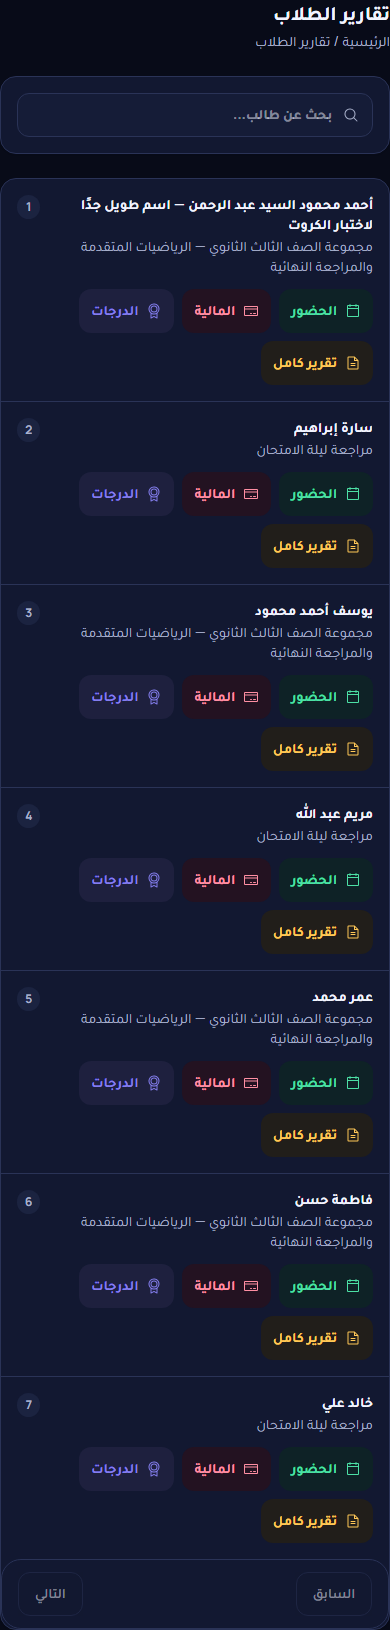 تقارير الطلاب
الرئيسية / تقارير الطلاب
بحث عن طالب...
1
أحمد محمود السيد عبد الرحمن — اسم طويل جدًا
لاختبار الكروت
مجموعة الصف الثالث الثانوي — الرياضيات المتقدمة
والمراجعة النهائية
الحضور المالية الدرجات
تقرير كامل
2
سارة إبراهيم
مراجعة ليلة الامتحان
الحضور المالية الدرجات
تقرير كامل
3
يوسف أحمد محمود
مجموعة الصف الثالث الثانوي — الرياضيات المتقدمة
والمراجعة النهائية
الحضور المالية الدرجات
تقرير كامل
4
مريم عبد الله
مراجعة ليلة الامتحان
الحضور المالية الدرجات
تقرير كامل
5
عمر محمد
مجموعة الصف الثالث الثانوي — الرياضيات المتقدمة
والمراجعة النهائية
الحضور المالية الدرجات
تقرير كامل
6
فاطمة حسن
مجموعة الصف الثالث الثانوي — الرياضيات المتقدمة
والمراجعة النهائية
الحضور المالية الدرجات
تقرير كامل
7
خالد علي
مراجعة ليلة الامتحان
الحضور المالية الدرجات
تقرير كامل
السابق التالي